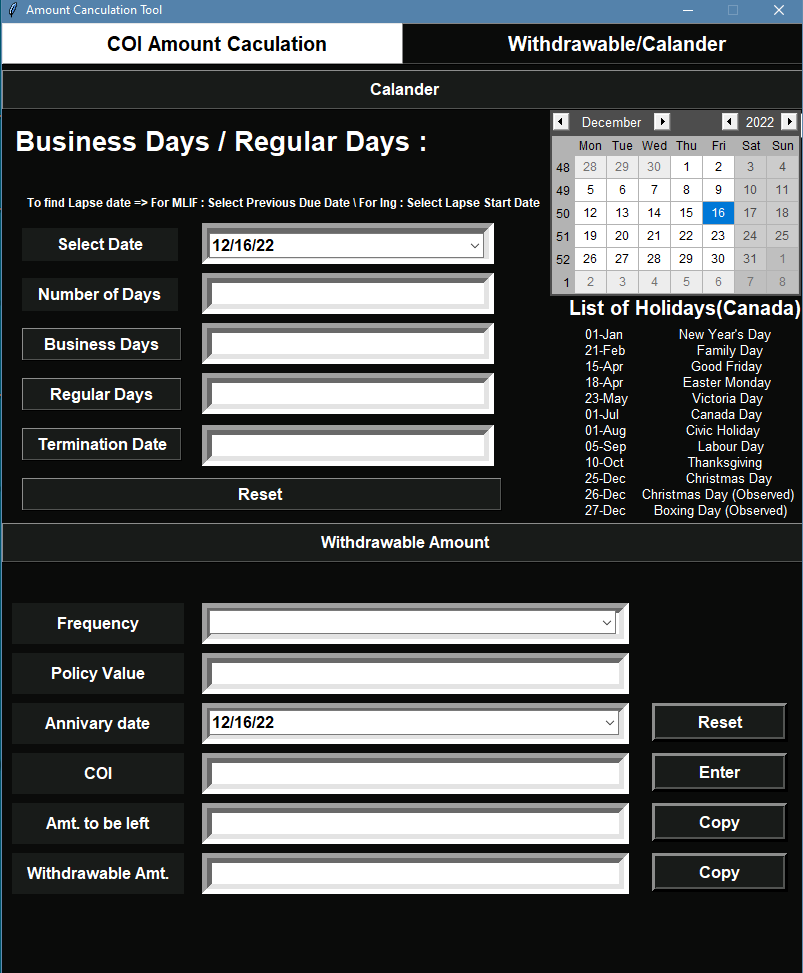 Amount Canculation Tool
COI Amount Caculation
Withdrawable/Calander
Calander
Business Days / Regular Days :
To find Lapse date => For MLIF : Select Previous Due Date \ For Ing : Select Lapse Start Date
Select Date 12/16/22
Number of Days
Business Days
Regular Days
Termination Date
Reset
December 2022
Mon Tue Wed Thu Fri Sat Sun
48 28 29 30 1 2 3 4
49 5 6 7 8 9 10 11
50 12 13 14 15 16 17 18
51 19 20 21 22 23 24 25
52 26 27 28 29 30 31 1
1 2 3 4 5 6 7 8
List of Holidays(Canada)
01-Jan New Year's Day
21-Feb Family Day
15-Apr Good Friday
18-Apr Easter Monday
23-May Victoria Day
01-Jul Canada Day
01-Aug Civic Holiday
05-Sep Labour Day
10-Oct Thanksgiving
25-Dec Christmas Day
26-Dec Christmas Day (Observed)
27-Dec Boxing Day (Observed)
Withdrawable Amount
Frequency
Policy Value
Annivary date 12/16/22 Reset
COI Enter
Amt. to be left Copy
Withdrawable Amt. Copy